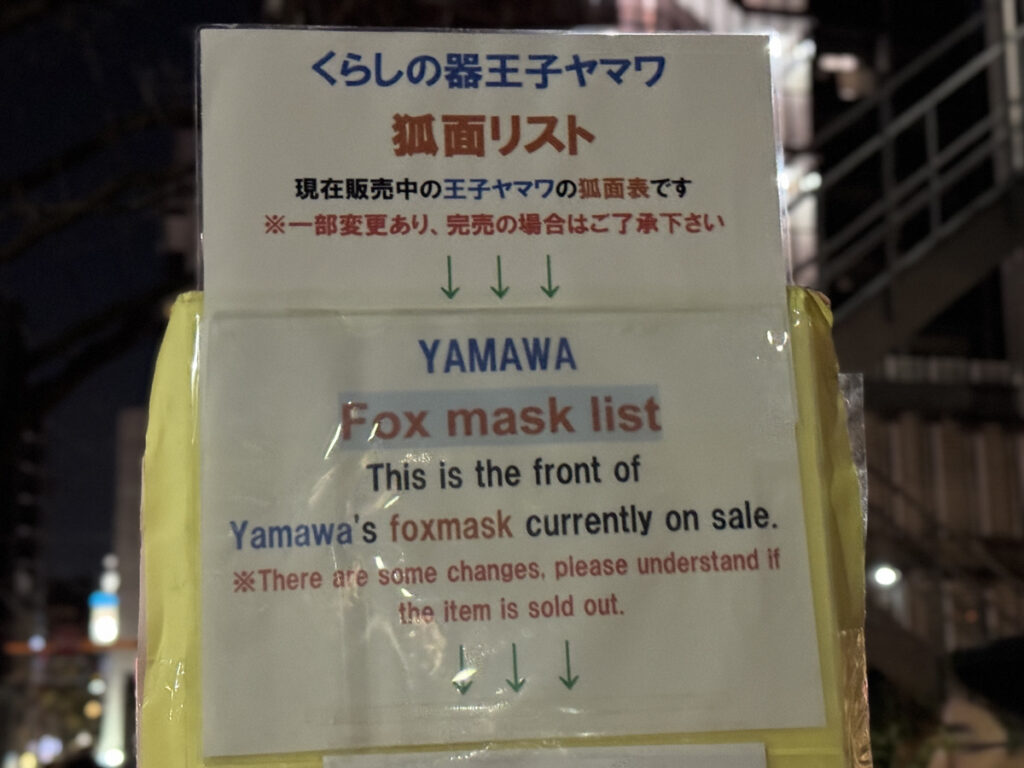 くらしの器王子ヤマワ
狐面リスト
現在販売中の王子ヤマワの狐面表です
※一部変更あり、完売の場合はご了承下さい
↓ ↓ ↓
YAMAWA
Fox mask list
This is the front of
Yamawa's foxmask currently on sale.
※There are some changes, please understand if
the item is sold out.
↓ ↓ ↓